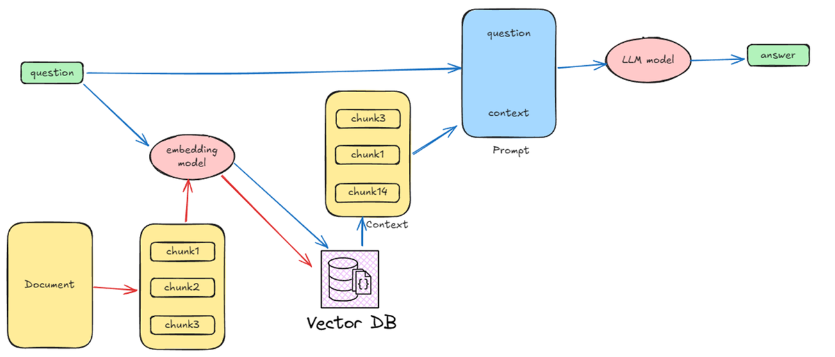 question
embedding
model
Document
chunk1
chunk2
chunk3
Vector DB
{}
chunk3
chunk1
chunk14
Context
question
context
Prompt
LLM model
answer